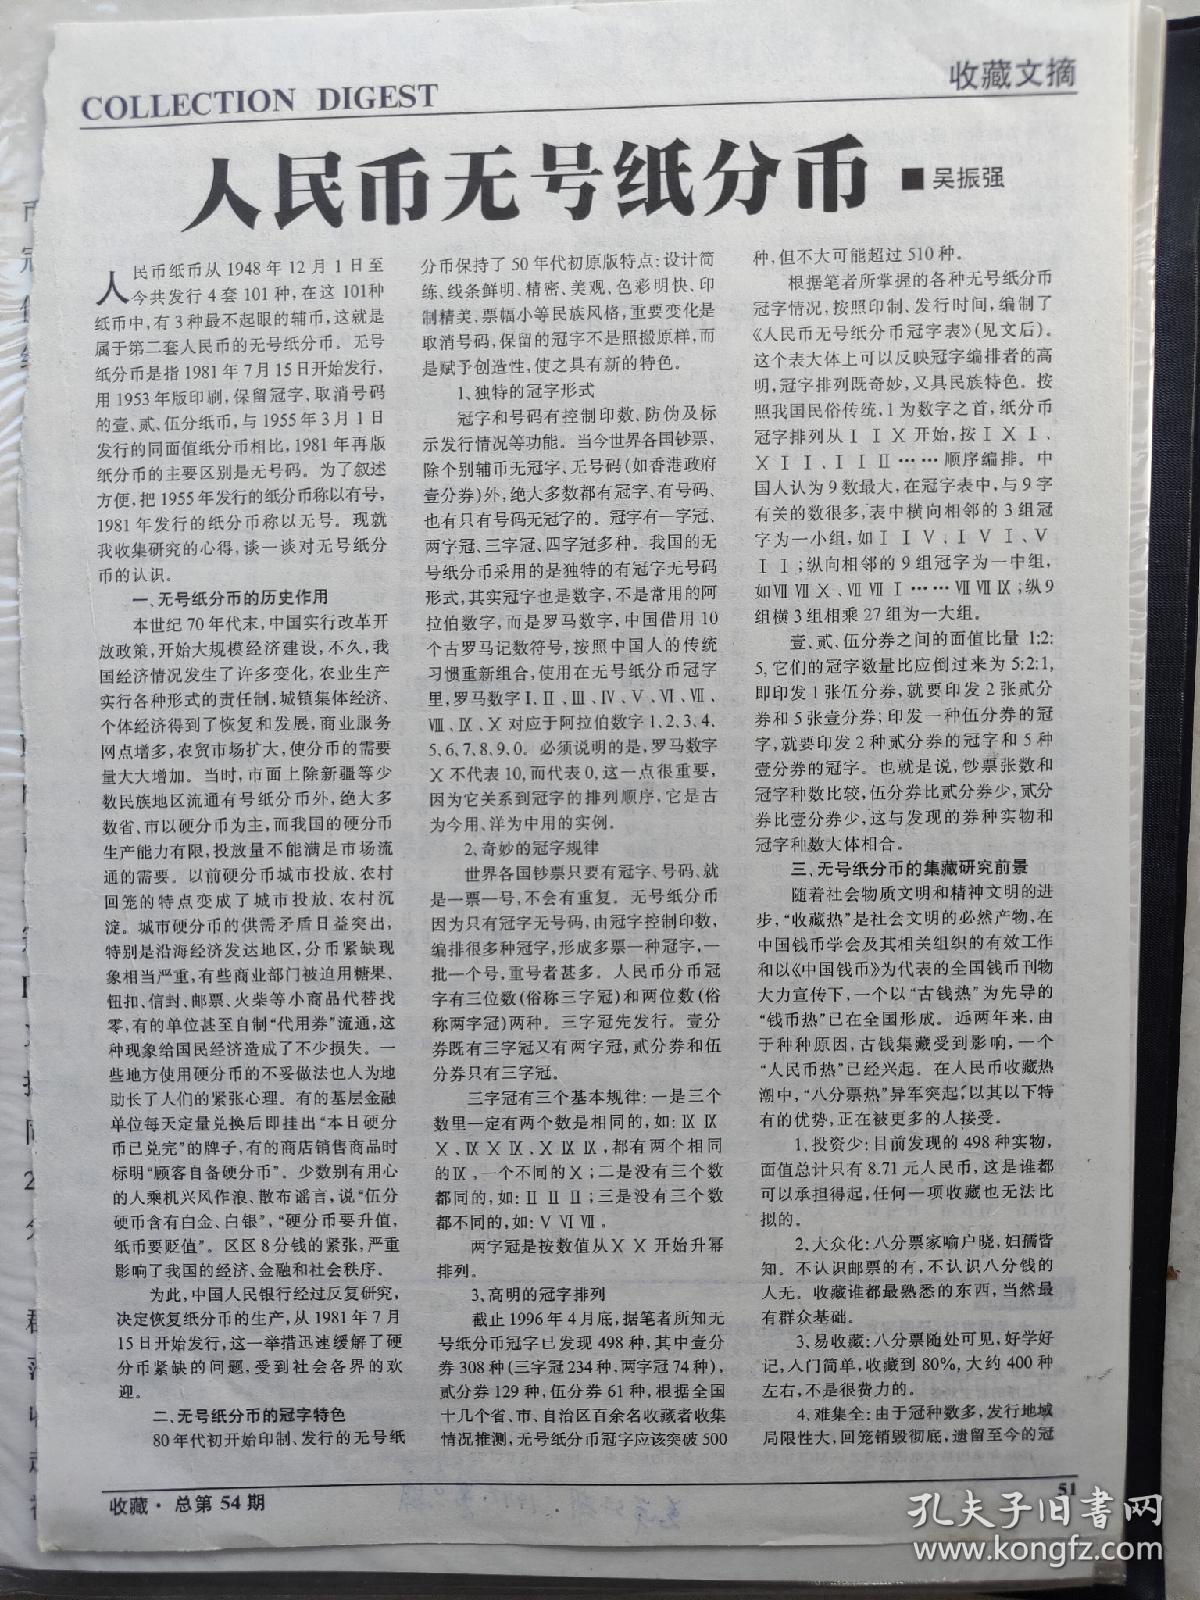 COLLECTION DIGEST
收藏文摘
人民币无号纸分币
■吴振强
人民币纸币从1948年12月1日至
今共发行4套101种,在这101种
纸币中,有3种最不起眼的辅币,这就是
属于第二套人民币的无号纸分币。无号
纸分币是指1981年7月15日开始发行,
用1953年版印刷,保留冠字,取消号码
的壹、贰、伍分纸币,与1955年3月1日
发行的同面值纸分币相比,1981年再版
纸分币的主要区别是无号码。为了叙述
方便,把1955年发行的纸分币称以有号,
1981年发行的纸分币称以无号。现就
我收集研究的心得,谈一谈对无号纸分
币的认识。
一、无号纸分币的历史作用
本世纪70年代末,中国实行改革开
放政策,开始大规模经济建设,不久,我
国经济情况发生了许多变化,农业生产
实行各种形式的责任制,城镇集体经济、
个体经济得到了恢复和发展,商业服务
网点增多,农贸市场扩大,使分币的需要
量大大增加。当时,市面上除新疆等少
数民族地区流通有号纸分币外,绝大多
数省、市以硬分币为主,而我国的硬分币
生产能力有限,投放量不能满足市场流
通的需要。以前硬分币城市投放、农村
回笼的特点变成了城市投放、农村沉
淀。城市硬分币的供需矛盾日益突出,
特别是沿海经济发达地区,分币紧缺现
象相当严重,有些商业部门被迫用糖果、
钮扣、信封、邮票、火柴等小商品代替找
零,有的单位甚至自制“代用券”流通,这
种现象给国民经济造成了不少损失。一
些地方使用硬分币的不妥做法也人为地
助长了人们的紧张心理。有的基层金融
单位每天定量兑换后即挂出“本日硬分
币已兑完”的牌子,有的商店销售商品时
标明“顾客自备硬分币”。少数别有用心
的人乘机兴风作浪、散布谣言,说“伍分
硬币含有白金、白银”,“硬分币要升值,
纸币要贬值”。区区8分钱的紧张,严重
影响了我国的经济、金融和社会秩序。
为此,中国人民银行经过反复研究,
决定恢复纸分币的生产,从1981年7月
15日开始发行,这一举措迅速缓解了硬
分币紧缺的问题,受到社会各界的欢
迎。
二、无号纸分币的冠字特色
80年代初开始印制、发行的无号纸
分币保持了50年代初原版特点:设计简
练、线条鲜明、精密、美观、色彩明快、印
制精美、票幅小等民族风格,重要变化是
取消号码,保留的冠字不是照搬原样,而
是赋予创造性,使之具有新的特色。
1、独特的冠字形式
冠字和号码有控制印数、防伪及标
示发行情况等功能。当今世界各国钞票,
除个别辅币无冠字、无号码(如香港政府
壹分券)外,绝大多数都有冠字、有号码、
也有只有号码无冠字的。冠字有一字冠、
两字冠、三字冠、四字冠多种。我国的无
号纸分币采用的是独特的有冠字无号码
形式,其实冠字也是数字,不是常用的阿
拉伯数字,而是罗马数字,中国借用10
个古罗马记数符号,按照中国人的传统
习惯重新组合,使用在无号纸分币冠字
里,罗马数字Ⅰ、Ⅱ、Ⅲ、Ⅳ、Ⅴ、Ⅵ、Ⅶ、
Ⅷ、Ⅸ、Ⅹ对应于阿拉伯数字1、2、3、4、
5、6、7、8、9、0。必须说明的是,罗马数字
Ⅹ不代表10,而代表0,这一点很重要,
因为它关系到冠字的排列顺序,它是古
为今用、洋为中用的实例。
2、奇妙的冠字规律
世界各国钞票只要有冠字、号码、就
是一票一号,不会有重复。无号纸分币
因为只有冠字无号码,由冠字控制印数,
编排很多种冠字,形成多票一种冠字,一
批一个号,重号者甚多。人民币分币冠
字有三位数(俗称三字冠)和两位数(俗
称两字冠)两种。三字冠先发行。壹分
券既有三字冠又有两字冠,贰分券和伍
分券只有三字冠。
三字冠有三个基本规律:一是三个
数里一定有两个数是相同的,如:ⅨⅨ
Ⅹ、ⅨⅩⅨ、ⅩⅨⅨ,都有两个相同
的Ⅸ,一个不同的Ⅹ;二是没有三个数
都同的,如:ⅡⅡⅡ;三是没有三个数
都不同的,如:ⅤⅥⅦ。
两字冠是按数值从ⅩⅩ开始升幂
排列。
3、高明的冠字排列
截止1996年4月底,据笔者所知无
号纸分币冠字已发现498种,其中壹分
券308种(三字冠234种、两字冠74种),
贰分券129种,伍分券61种,根据全国
十几个省、市、自治区百余名收藏者收集
情况推测,无号纸分币冠字应该突破500
种,但不大可能超过510种。
根据笔者所掌握的各种无号纸分币
冠字情况,按照印制、发行时间,编制了
《人民币无号纸分币冠字表》(见文后)。
这个表大体上可以反映冠字编排者的高
明,冠字排列既奇妙,又具民族特色。按
照我国民俗传统,1为数字之首,纸分币
冠字排列从ⅠⅠⅩ开始,按ⅠⅩⅠ、
ⅩⅠⅠ、ⅠⅠⅡ……顺序编排。中
国人认为9数最大,在冠字表中,与9字
有关的数很多,表中横向相邻的3组冠
字为一小组,如ⅠⅠⅤ、ⅠⅤⅠ、Ⅴ
ⅠⅠ;纵向相邻的9组冠字为一中组,
如ⅦⅦⅩ、ⅦⅦⅠ……ⅦⅦⅨ;纵9
组横3组相乘27组为一大组。
壹、贰、伍分券之间的面值比量1:2:
5,它们的冠字数量比应倒过来为5:2:1,
即印发1张伍分券,就要印发2张贰分
券和5张壹分券;印发一种伍分券的冠
字,就要印发2种贰分券的冠字和5种
壹分券的冠字。也就是说,钞票张数和
冠字种数比较,伍分券比贰分券少,贰分
券比壹分券少,这与发现的券种实物和
冠字种数大体相合。
三、无号纸分币的集藏研究前景
随着社会物质文明和精神文明的进
步,“收藏热”是社会文明的必然产物,在
中国钱币学会及其相关组织的有效工作
和以《中国钱币》为代表的全国钱币刊物
大力宣传下,一个以“古钱热”为先导的
“钱币热”已在全国形成。近两年来,由
于种种原因,古钱集藏受到影响,一个
“人民币热”已经兴起。在人民币收藏热
潮中,“八分票热”异军突起,以其以下特
有的优势,正在被更多的人接受。
1、投资少:目前发现的498种实物,
面值总计只有8.71元人民币,这是谁都
可以承担得起,任何一项收藏也无法比
拟的。
2、大众化:八分票家喻户晓,妇孺皆
知。不认识邮票的有,不认识八分钱的
人无。收藏谁都最熟悉的东西,当然最
有群众基础。
3、易收藏:八分票随处可见,好学好
记,入门简单,收藏到80%,大约400种
左右,不是很费力的。
4、难集全:由于冠种数多,发行地域
局限性大,回笼销毁彻底,遗留至今的冠
收藏·总第54期
51
孔夫子旧书网
www.kongfz.com